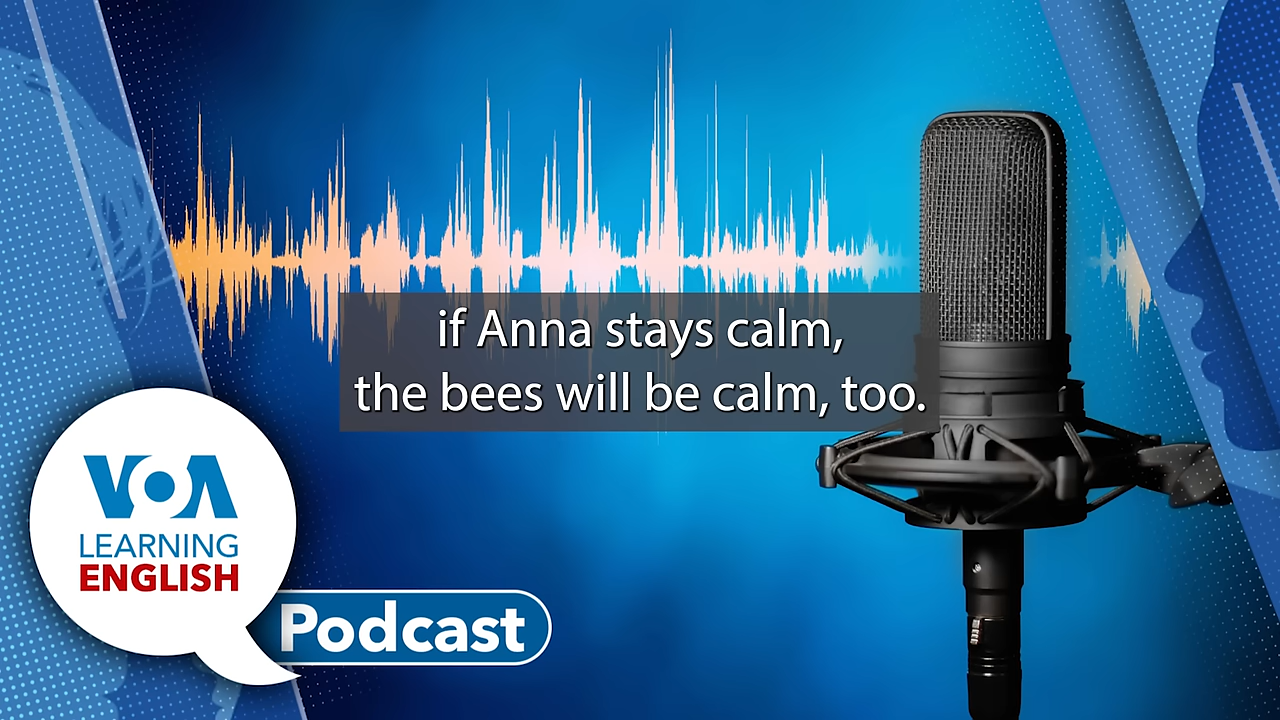 if Anna stays calm,
the bees will be calm, too.
VOA
LEARNING
ENGLISH
Podcast